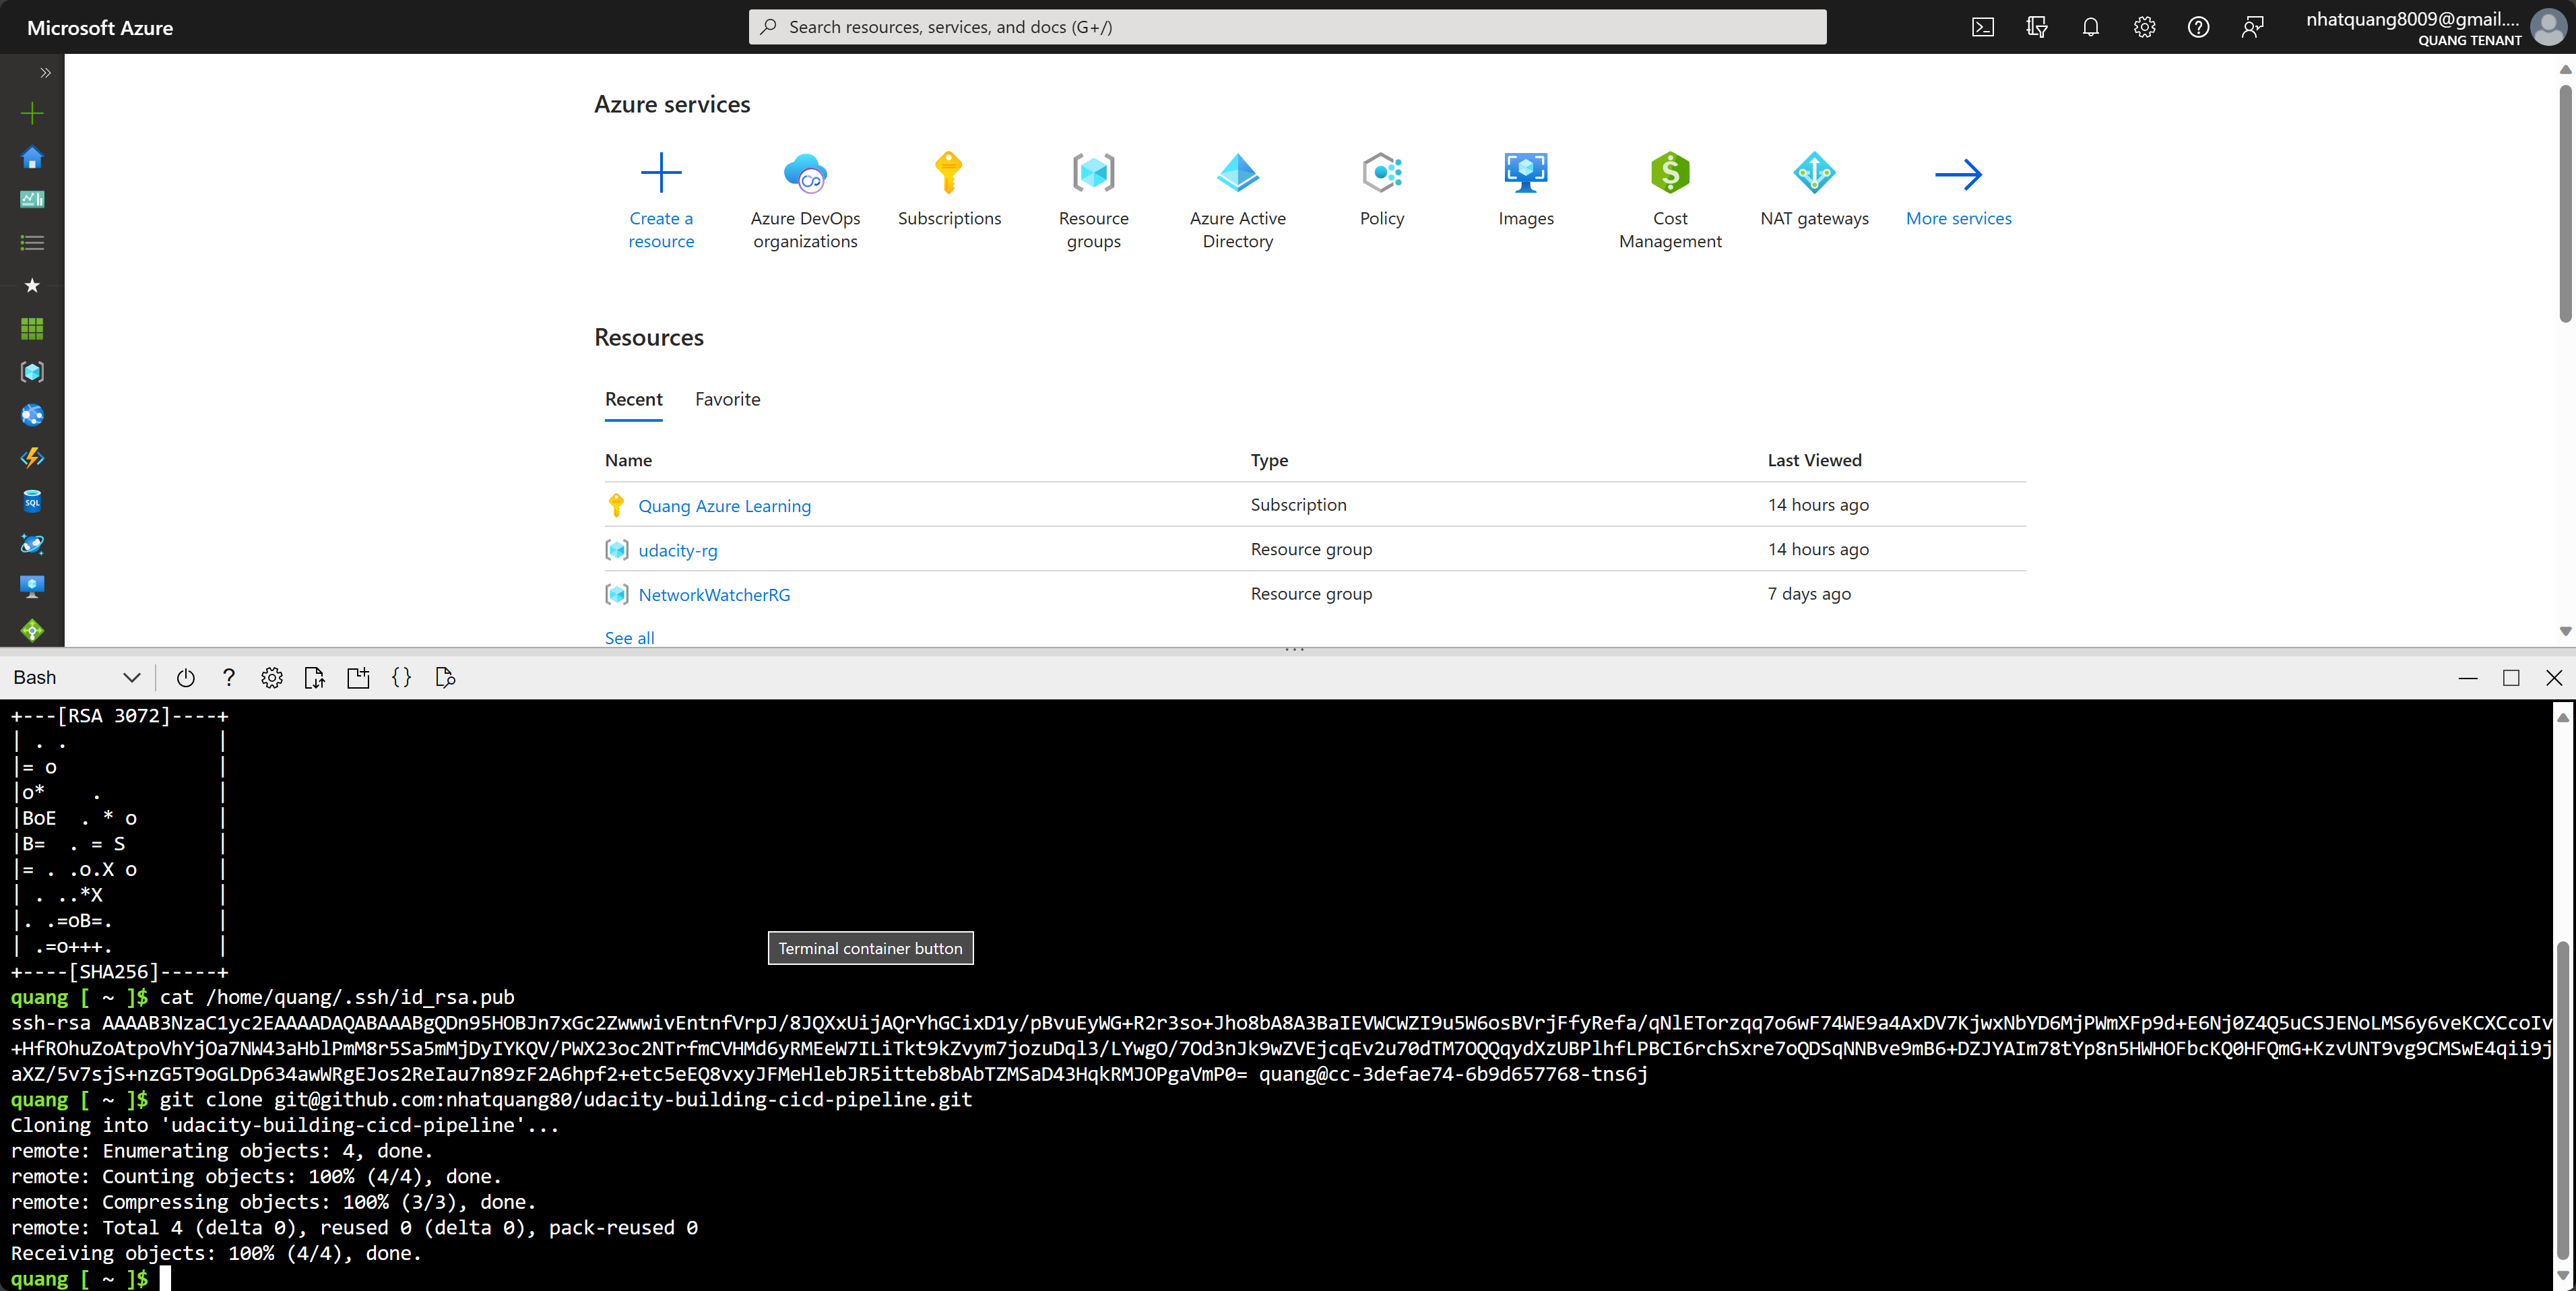 Microsoft Azure
Search resources, services, and docs (G+/)
nhatquang8009@gmail....
QUANG TENANT
Azure services
Create a resource
Azure DevOps organizations
Subscriptions
Resource groups
Azure Active Directory
Policy
Images
Cost Management
NAT gateways
More services
Resources
Recent Favorite
Name Type Last Viewed
Quang Azure Learning Subscription 14 hours ago
udacity-rg Resource group 14 hours ago
NetworkWatcherRG Resource group 7 days ago
See all
Bash
+---[RSA 3072]----+
| . .             |
|= o              |
|o*    .          |
|BoE  . * o       |
|B=  . = S        |
|= . .o.X o       |
| . ..*X          |
|. .=oB=.         |
| .=o+++.         |
+----[SHA256]-----+
Terminal container button
quang [ ~ ]$ cat /home/quang/.ssh/id_rsa.pub
ssh-rsa AAAAB3NzaC1yc2EAAAADAQABAAABgQDn95HOBJn7xGc2ZwwwivEntnfVrpJ/8JQXxUijAQrYhGCixD1y/pBvuEyWG+R2r3so+Jho8bA8A3BaIEVWCWZI9u5W6osBVrjFfyRefa/qNlETorzqq7o6wF74WE9a4AxDV7KjwxNbYD6MjPWmXFp9d+E6Nj0Z4Q5uCSJENoLMS6y6veKCXCcoIv
+HfROhuZoAtpoVhYjOa7NW43aHblPmM8r5Sa5mMjDyIYKQV/PWX23oc2NTrfmCVHMd6yRMEeW7ILiTkt9kZvym7jozuDql3/LYwgO/7Od3nJk9wZVEjcqEv2u70dTM7OQQqydXzUBPlhfLPBCI6rchSxre7oQDSqNNBve9mB6+DZJYAIm78tYp8n5HWHOFbcKQ0HFQmG+KzvUNT9vg9CMSwE4qii9j
aXZ/5v7sjS+nzG5T9oGLDp634awWRgEJos2ReIau7n89zF2A6hpf2+etc5eEQ8vxyJFMeHlebJR5itteb8bAbTZMSaD43HqkRMJOPgaVmP0= quang@cc-3defae74-6b9d657768-tns6j
quang [ ~ ]$ git clone git@github.com:nhatquang80/udacity-building-cicd-pipeline.git
Cloning into 'udacity-building-cicd-pipeline'...
remote: Enumerating objects: 4, done.
remote: Counting objects: 100% (4/4), done.
remote: Compressing objects: 100% (3/3), done.
remote: Total 4 (delta 0), reused 0 (delta 0), pack-reused 0
Receiving objects: 100% (4/4), done.
quang [ ~ ]$